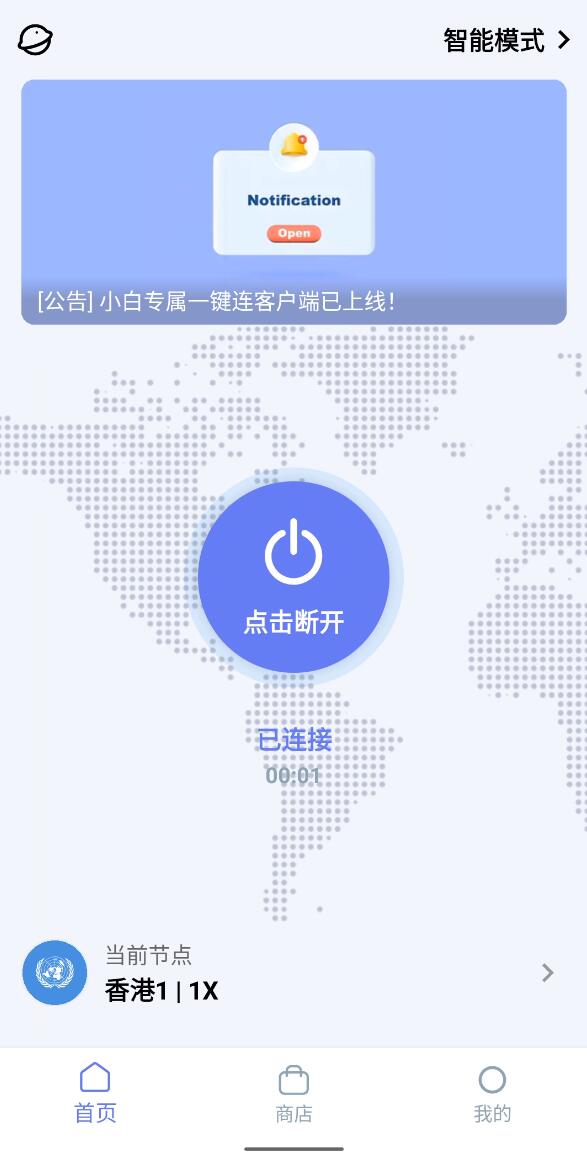 智能模式
Notification
Open
[公告] 小白专属一键连客户端已上线！
点击断开
已连接
00:01
当前节点
香港1 | 1X
首页
商店
我的